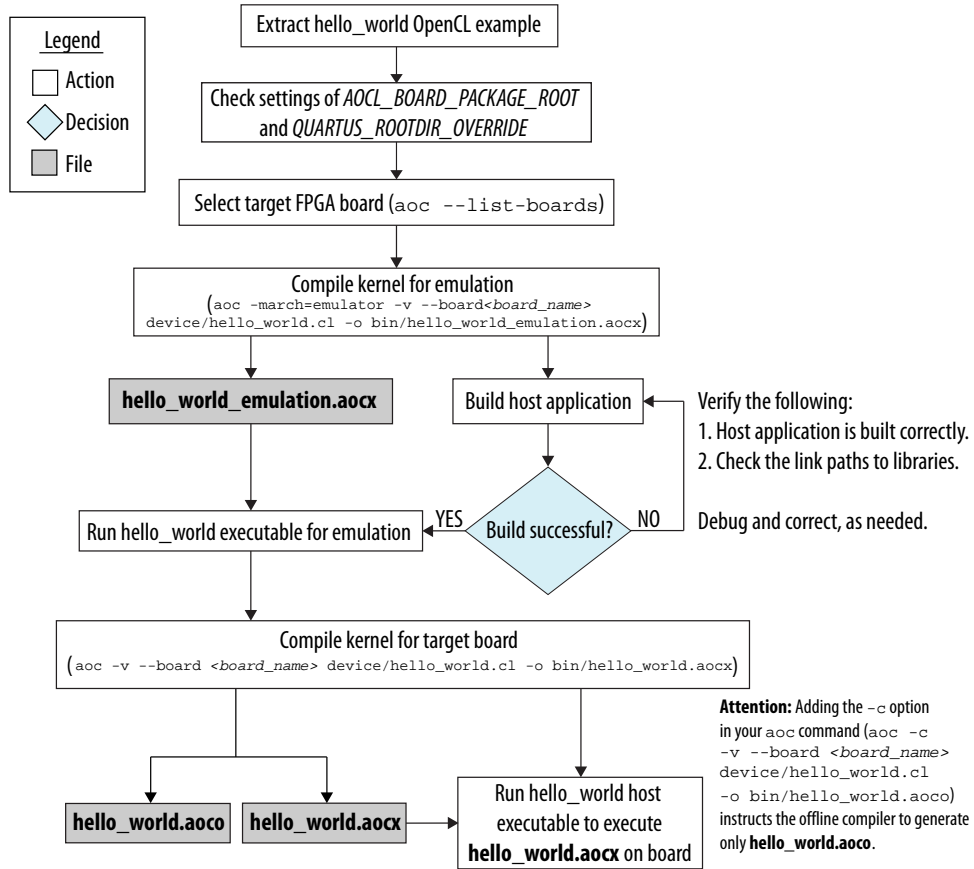 Legend
Action
Decision
File
Extract hello_world OpenCL example
Check settings of AOCL_BOARD_PACKAGE_ROOT
and QUARTUS_ROOTDIR_OVERRIDE
Select target FPGA board (aoc --list-boards)
Compile kernel for emulation
(aoc -march=emulator -v --board<board_name>
device/hello_world.cl -o bin/hello_world_emulation.aocx)
hello_world_emulation.aocx
Build host application
Verify the following:
1. Host application is built correctly.
2. Check the link paths to libraries.
Debug and correct, as needed.
Run hello_world executable for emulation
YES
Build successful?
NO
Compile kernel for target board
(aoc -v --board <board_name> device/hello_world.cl -o bin/hello_world.aocx)
hello_world.aoco
hello_world.aocx
Run hello_world host
executable to execute
hello_world.aocx on board
Attention: Adding the -c option
in your aoc command (aoc -c
-v --board <board_name>
device/hello_world.cl
-o bin/hello_world.aoco)
instructs the offline compiler to generate
only hello_world.aoco.